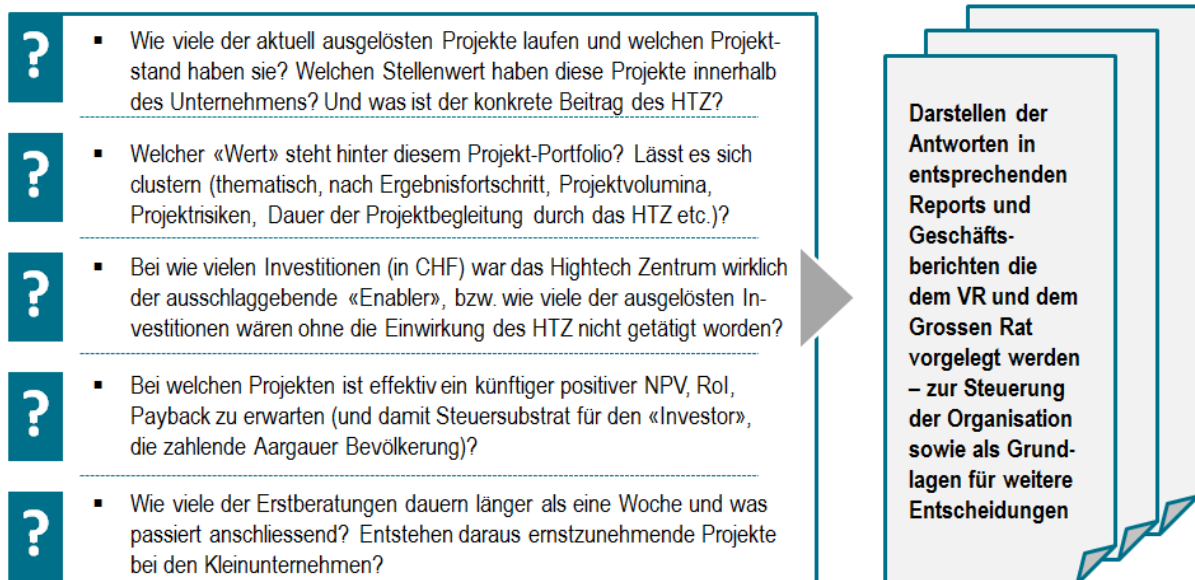 ?
▪ Wie viele der aktuell ausgelösten Projekte laufen und welchen Projekt-
stand haben sie? Welchen Stellenwert haben diese Projekte innerhalb
des Unternehmens? Und was ist der konkrete Beitrag des HTZ?
?
▪ Welcher «Wert» steht hinter diesem Projekt-Portfolio? Lässt es sich
clustern (thematisch, nach Ergebnisfortschritt, Projektvolumina,
Projektrisiken, Dauer der Projektbegleitung durch das HTZ etc.)?
?
▪ Bei wie vielen Investitionen (in CHF) war das Hightech Zentrum wirklich
der ausschlaggebende «Enabler», bzw. wie viele der ausgelösten In-
vestitionen wären ohne die Einwirkung des HTZ nicht getätigt worden?
?
▪ Bei welchen Projekten ist effektiv ein künftiger positiver NPV, RoI,
Payback zu erwarten (und damit Steuersubstrat für den «Investor»,
die zahlende Aargauer Bevölkerung)?
?
▪ Wie viele der Erstberatungen dauern länger als eine Woche und was
passiert anschliessend? Entstehen daraus ernstzunehmende Projekte
bei den Kleinunternehmen?
Darstellen der
Antworten in
entsprechenden
Reports und
Geschäfts-
berichten die
dem VR und dem
Grossen Rat
vorgelegt werden
– zur Steuerung
der Organisation
sowie als Grund-
lagen für weitere
Entscheidungen